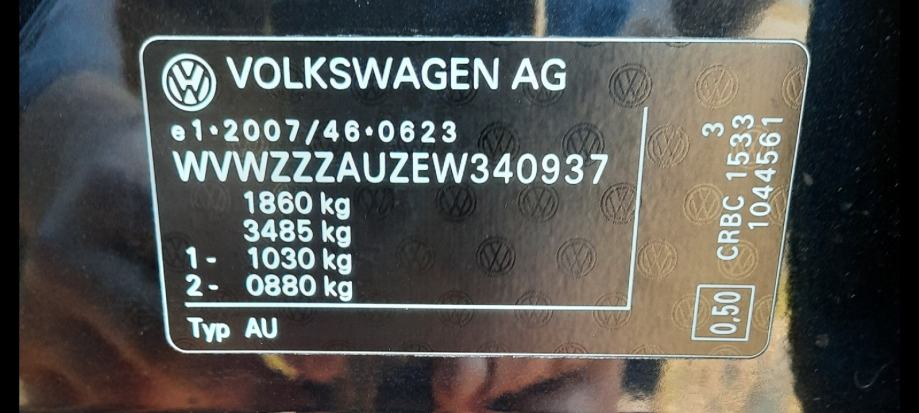 VOLKSWAGEN AG
e1*2007/46*0623
WVWZZZAUZEW340937
1860 kg
3485 kg
1- 1030 kg
2- 0880 kg
Typ AU
3
CRBC 1533
1044561
0,50